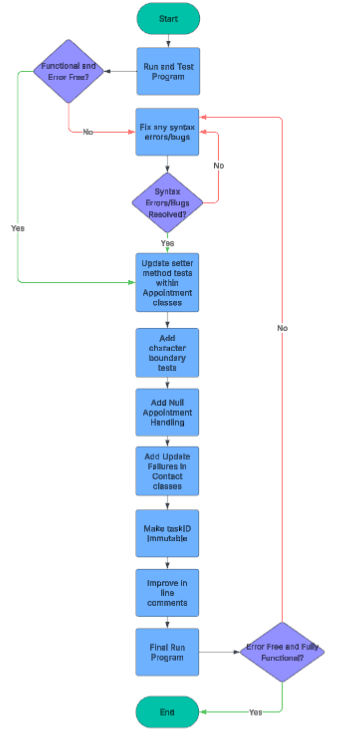 Start
Functional and
Error Free?
Run and Test
Program
No
Fix any syntax
errors/bugs
No
Syntax
Errors/Bugs
Resolved?
Yes
Yes
Update setter
method tests
within
Appointment
classes
No
Add
character
boundary
tests
Add Null
Appointment
Handling
Add Update
Failures in
Contact
classes
Make taskID
Immutable
Improve in
line
comments
Final Run
Program
Error Free and Fully
Functional?
End
Yes